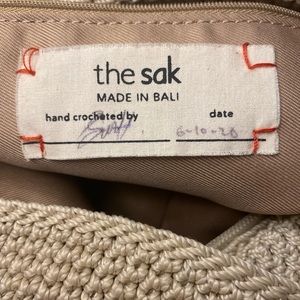 the sak
MADE IN BALI
hand crocheted by date
6-10-20